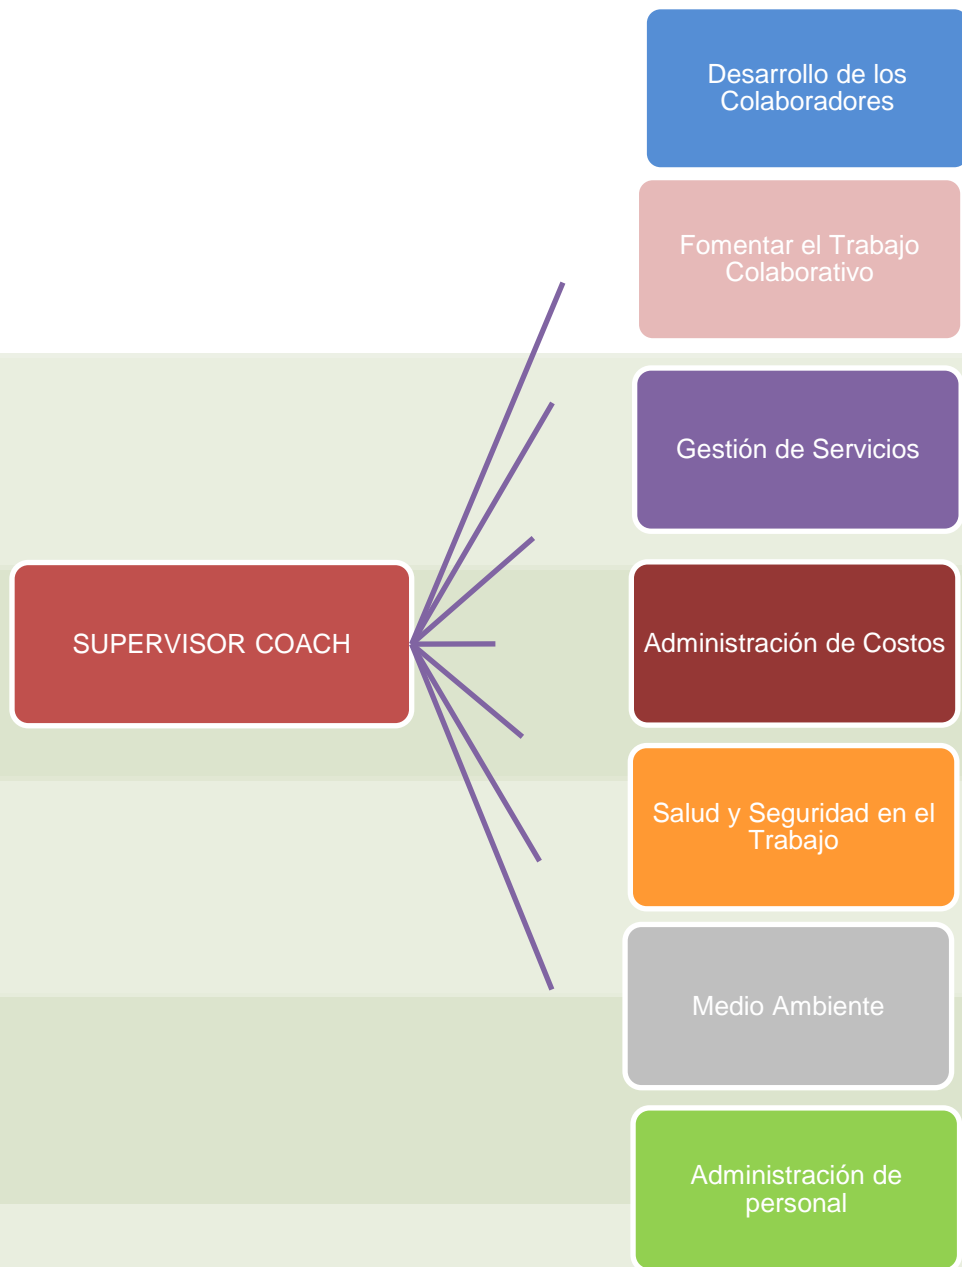 Desarrollo de los
Colaboradores
Fomentar el Trabajo
Colaborativo
Gestión de Servicios
SUPERVISOR COACH
Administración de Costos
Salud y Seguridad en el
Trabajo
Medio Ambiente
Administración de
personal